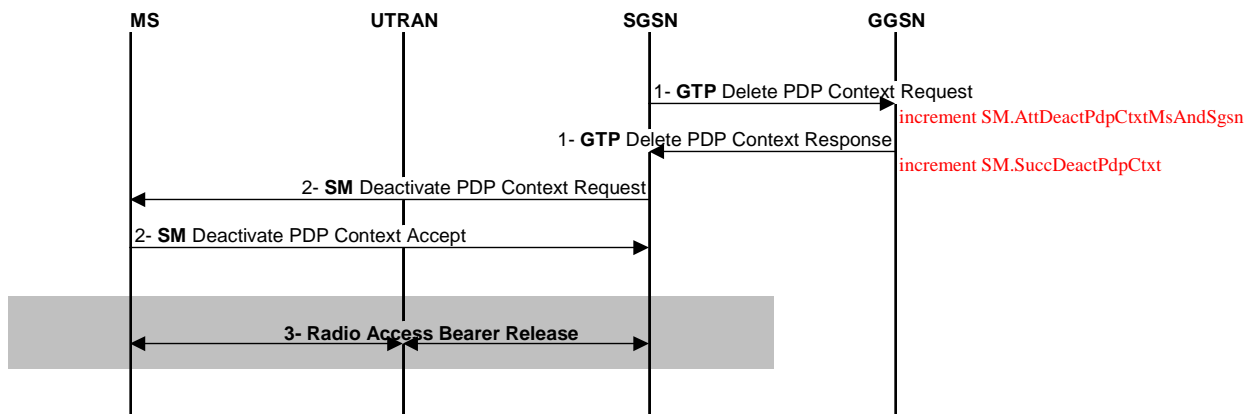 MS UTRAN SGSN GGSN
1- GTP Delete PDP Context Request
increment SM.AttDeactPdpCtxtMsAndSgsn
1- GTP Delete PDP Context Response
increment SM.SuccDeactPdpCtxt
2- SM Deactivate PDP Context Request
2- SM Deactivate PDP Context Accept
3- Radio Access Bearer Release